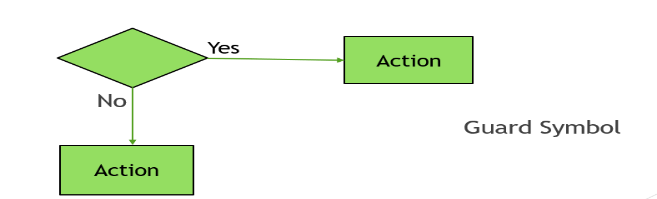 Yes
Action
No
Guard Symbol
Action